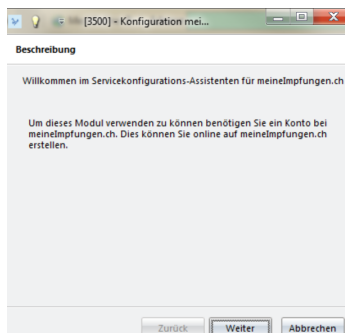 [3500] - Konfiguration mei...
Beschreibung
Willkommen im Servicekonfigurations-Assistenten für meineImpfungen.ch
Um dieses Modul verwenden zu können benötigen Sie ein Konto bei
meineImpfungen.ch. Dies können Sie online auf meineImpfungen.ch
erstellen.
Zurück Weiter Abbrechen